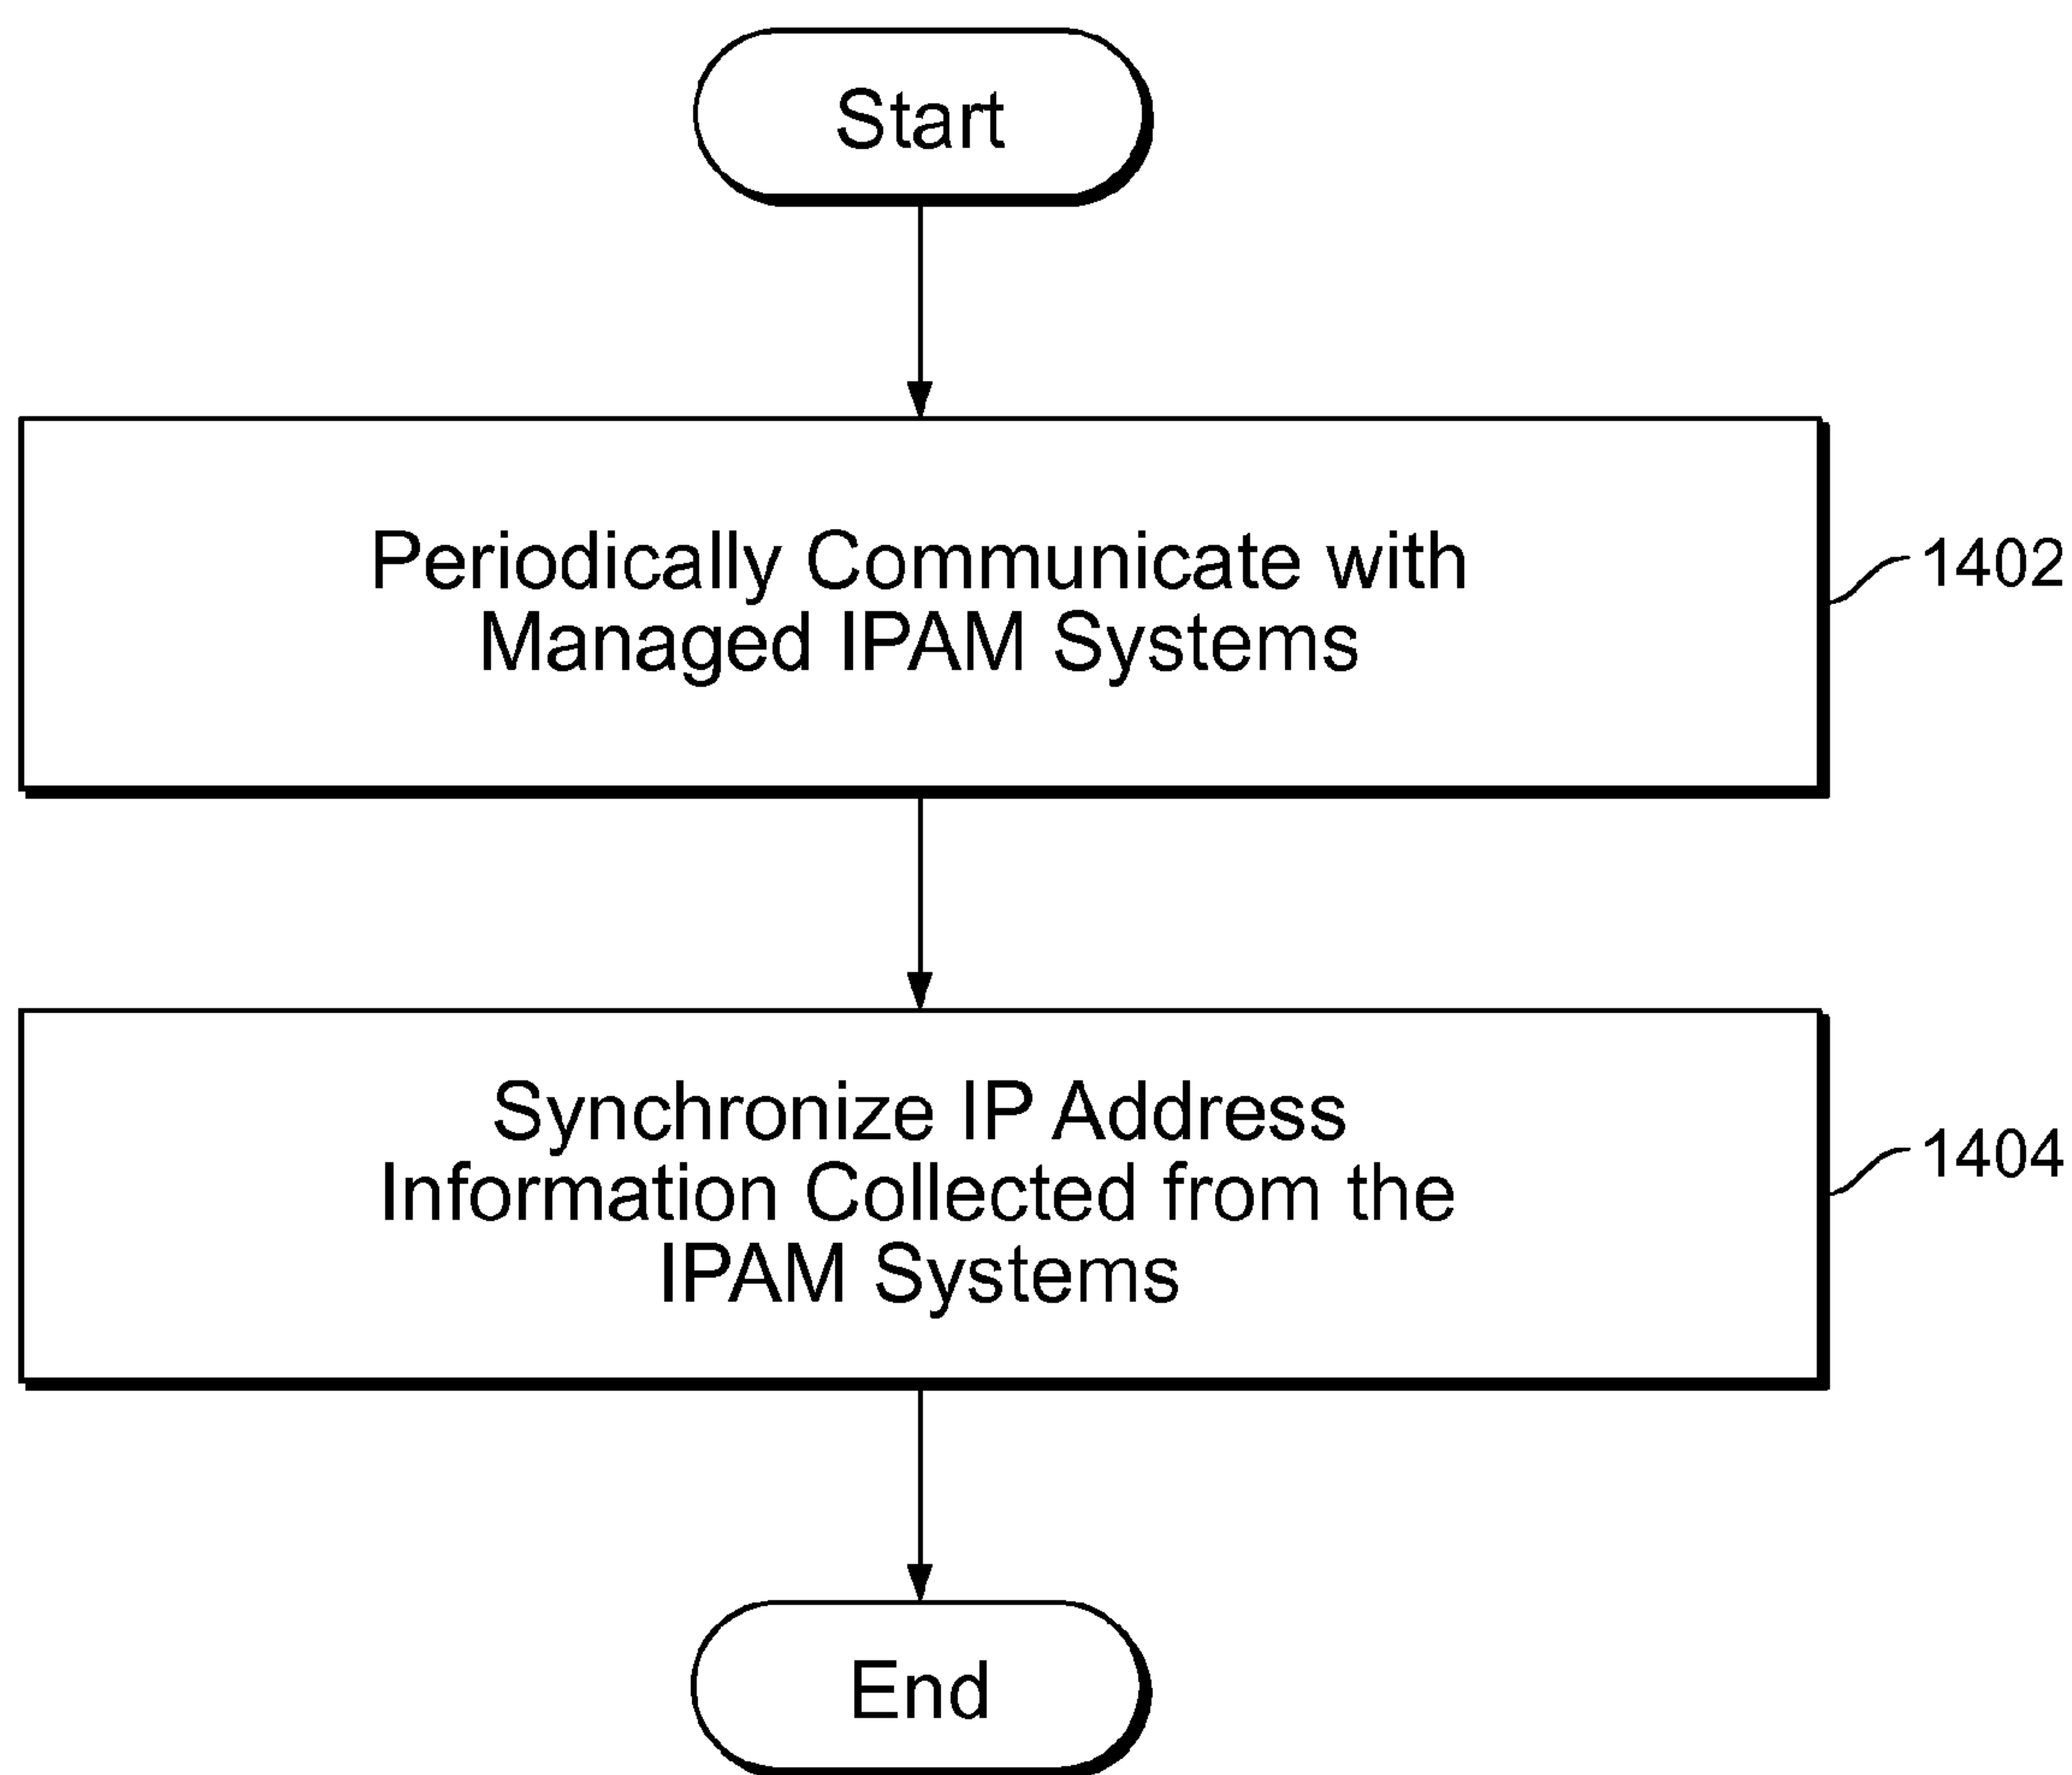 Start
Periodically Communicate with
Managed IPAM Systems
1402
Synchronize IP Address
Information Collected from the
IPAM Systems
1404
End